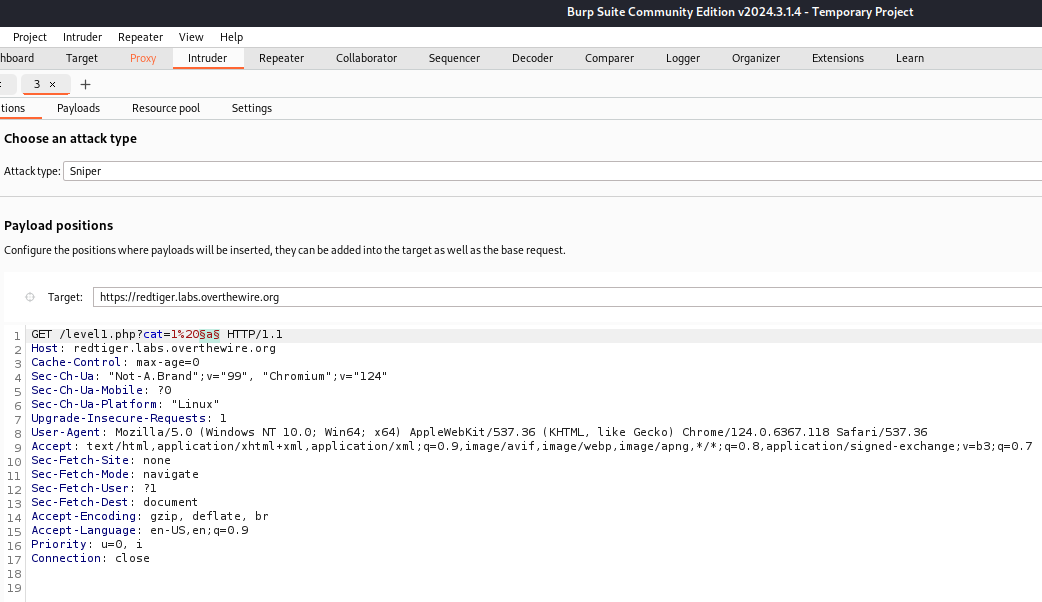 Burp Suite Community Edition v2024.3.1.4 - Temporary Project
Project Intruder Repeater View Help
hboard Target Proxy Intruder Repeater Collaborator Sequencer Decoder Comparer Logger Organizer Extensions Learn
3 × +
tions Payloads Resource pool Settings
Choose an attack type
Attack type: Sniper
Payload positions
Configure the positions where payloads will be inserted, they can be added into the target as well as the base request.
Target: https://redtiger.labs.overthewire.org
1 GET /level1.php?cat=1%20§a§ HTTP/1.1
2 Host: redtiger.labs.overthewire.org
3 Cache-Control: max-age=0
4 Sec-Ch-Ua: "Not-A.Brand";v="99", "Chromium";v="124"
5 Sec-Ch-Ua-Mobile: ?0
6 Sec-Ch-Ua-Platform: "Linux"
7 Upgrade-Insecure-Requests: 1
8 User-Agent: Mozilla/5.0 (Windows NT 10.0; Win64; x64) AppleWebKit/537.36 (KHTML, like Gecko) Chrome/124.0.6367.118 Safari/537.36
9 Accept: text/html,application/xhtml+xml,application/xml;q=0.9,image/avif,image/webp,image/apng,*/*;q=0.8,application/signed-exchange;v=b3;q=0.7
10 Sec-Fetch-Site: none
11 Sec-Fetch-Mode: navigate
12 Sec-Fetch-User: ?1
13 Sec-Fetch-Dest: document
14 Accept-Encoding: gzip, deflate, br
15 Accept-Language: en-US,en;q=0.9
16 Priority: u=0, i
17 Connection: close
18
19